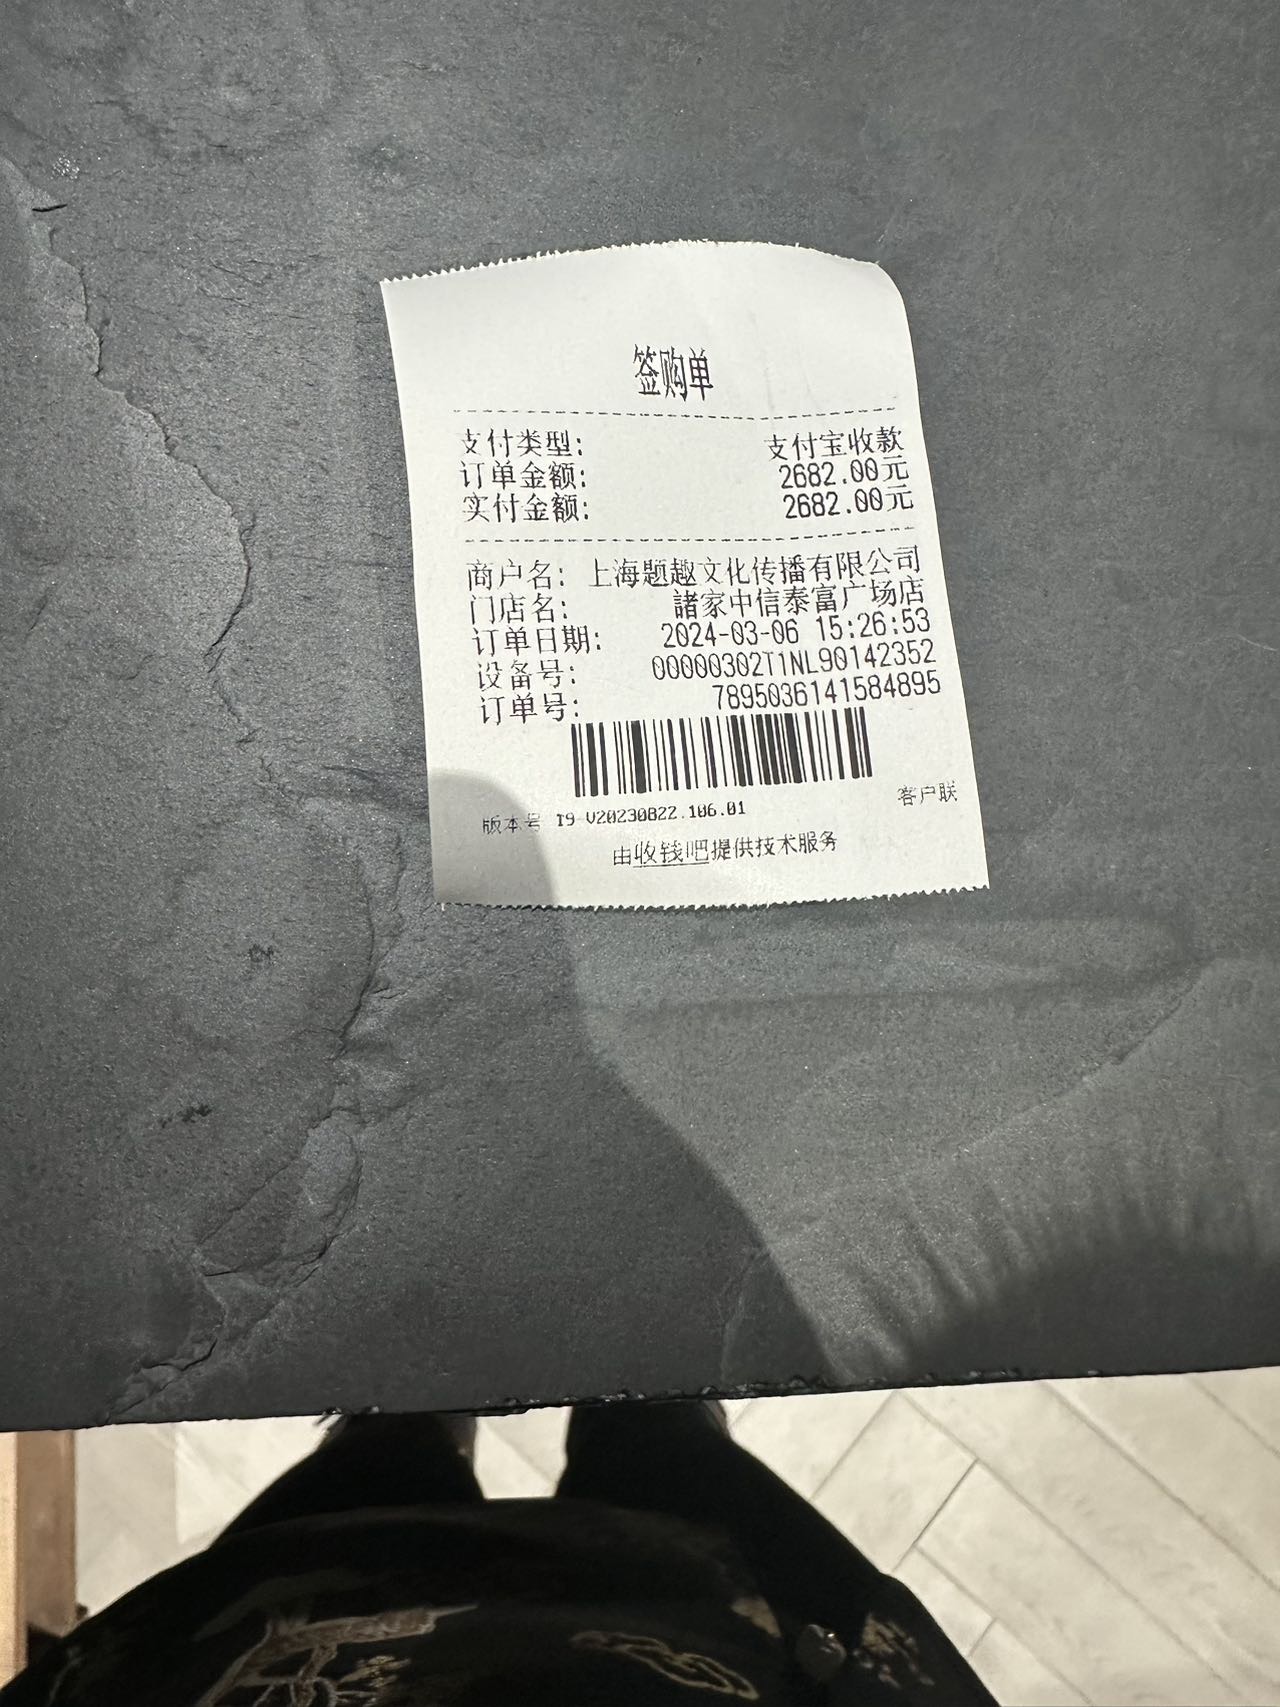 签购单
支付类型: 支付宝收款
订单金额: 2682.00元
实付金额: 2682.00元
商户名: 上海题趣文化传播有限公司
门店名: 諸家中信泰富广场店
订单日期: 2024-03-06 15:26:53
设备号: 00000302T1NL90142352
订单号: 7895036141584895
客户联
版本号 T9 V20230822.106.01
由收钱吧提供技术服务